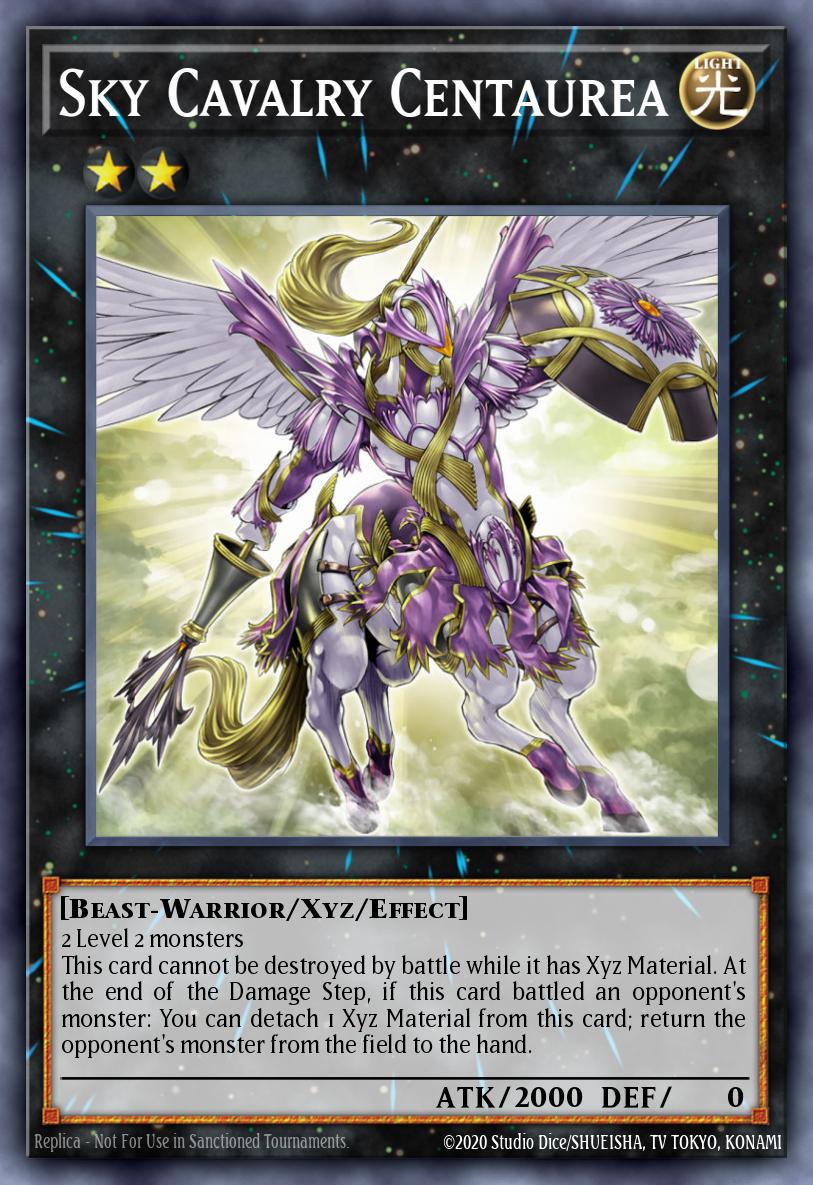 Sky Cavalry Centaurea
LIGHT
光
[Beast-Warrior/Xyz/Effect]
2 Level 2 monsters
This card cannot be destroyed by battle while it has Xyz Material. At
the end of the Damage Step, if this card battled an opponent's
monster: You can detach 1 Xyz Material from this card; return the
opponent's monster from the field to the hand.
ATK/2000 DEF/ 0
Replica - Not For Use in Sanctioned Tournaments.
©2020 Studio Dice/SHUEISHA, TV TOKYO, KONAMI